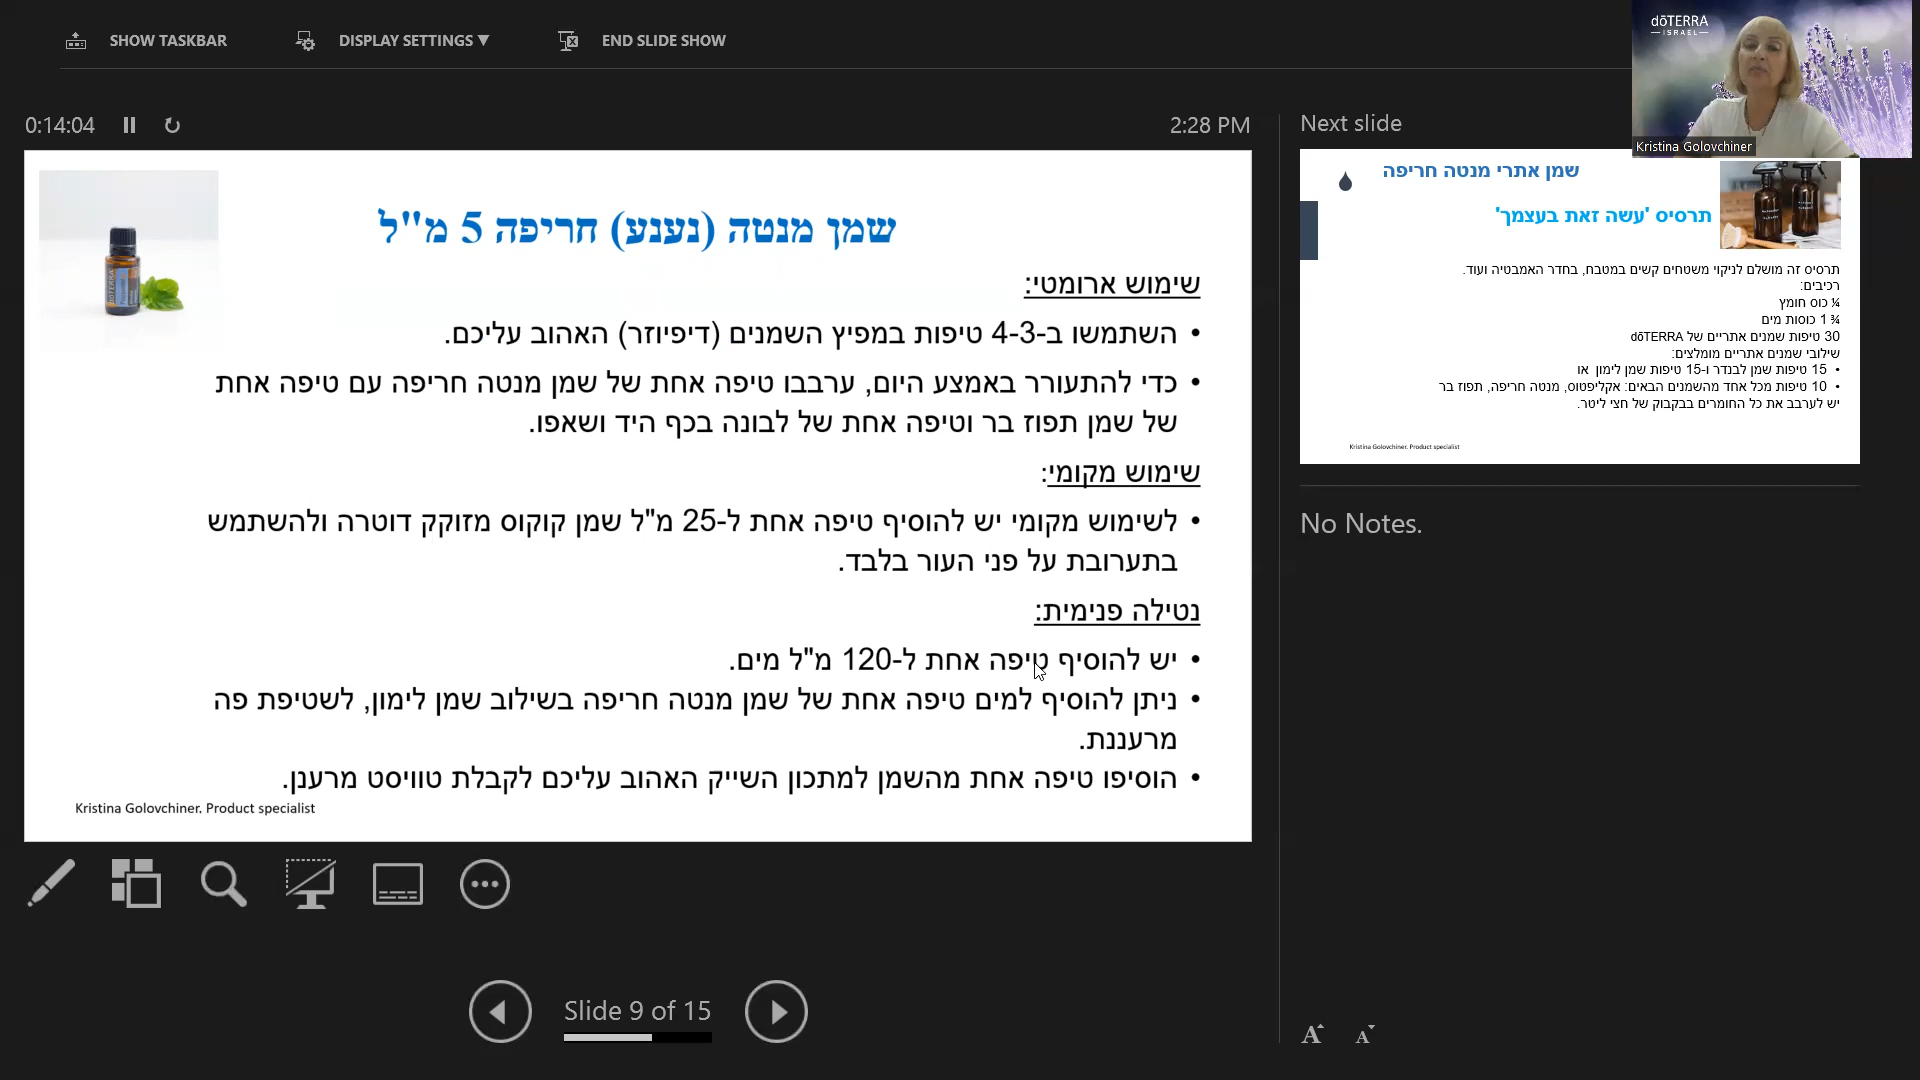 SHOW TASKBAR
DISPLAY SETTINGS ▼
END SLIDE SHOW
dōTERRA
ISRAEL
Kristina Golovchiner
0:14:04
2:28 PM
שמן מנטה (נענע) חריפה 5 מ"ל
שימוש ארומטי:
• השתמשו ב-4-3 טיפות במפיץ השמנים (דיפיוזר) האהוב עליכם.
• כדי להתעורר באמצע היום, ערבבו טיפה אחת של שמן מנטה חריפה עם טיפה אחת
של שמן תפוז בר וטיפה אחת של לבונה בכף היד ושאפו.
שימוש מקומי:
• לשימוש מקומי יש להוסיף טיפה אחת ל-25 מ"ל שמן קוקוס מזוקק דוטרה ולהשתמש
בתערובת על פני העור בלבד.
נטילה פנימית:
• יש להוסיף טיפה אחת ל-120 מ"ל מים.
• ניתן להוסיף למים טיפה אחת של שמן מנטה חריפה בשילוב שמן לימון, לשטיפת פה
מרעננת.
• הוסיפו טיפה אחת מהשמן למתכון השייק האהוב עליכם לקבלת טוויסט מרענן.
Kristina Golovchiner. Product specialist
Slide 9 of 15
Next slide
שמן אתרי מנטה חריפה
תרסיס 'עשה זאת בעצמך'
תרסיס זה מושלם לניקוי משטחים קשים במטבח, בחדר האמבטיה ועוד.
רכיבים:
¼ כוס חומץ
1 ¾ כוסות מים
30 טיפות שמנים אתריים של dōTERRA
שילובי שמנים אתריים מומלצים:
• 15 טיפות שמן לבנדר ו-15 טיפות שמן לימון או
• 10 טיפות מכל אחד מהשמנים הבאים: אקליפטוס, מנטה חריפה, תפוז בר
יש לערבב את כל החומרים בבקבוק של חצי ליטר.
Kristina Golovchiner. Product specialist
No Notes.
A
A